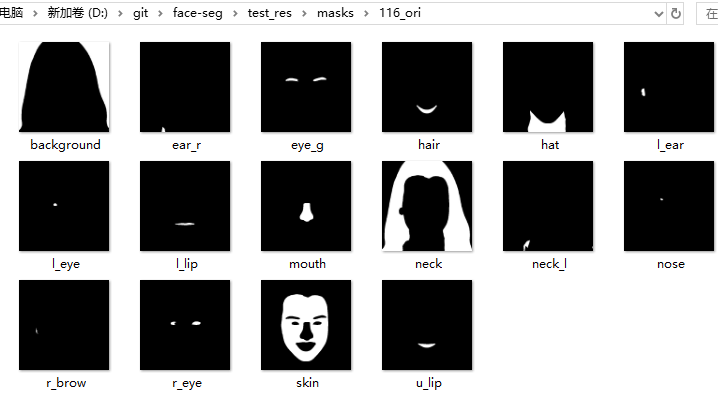 电脑 › 新加卷 (D:) › git › face-seg › test_res › masks › 116_ori 在
background ear_r eye_g hair hat l_ear
l_eye l_lip mouth neck neck_l nose
r_brow r_eye skin u_lip